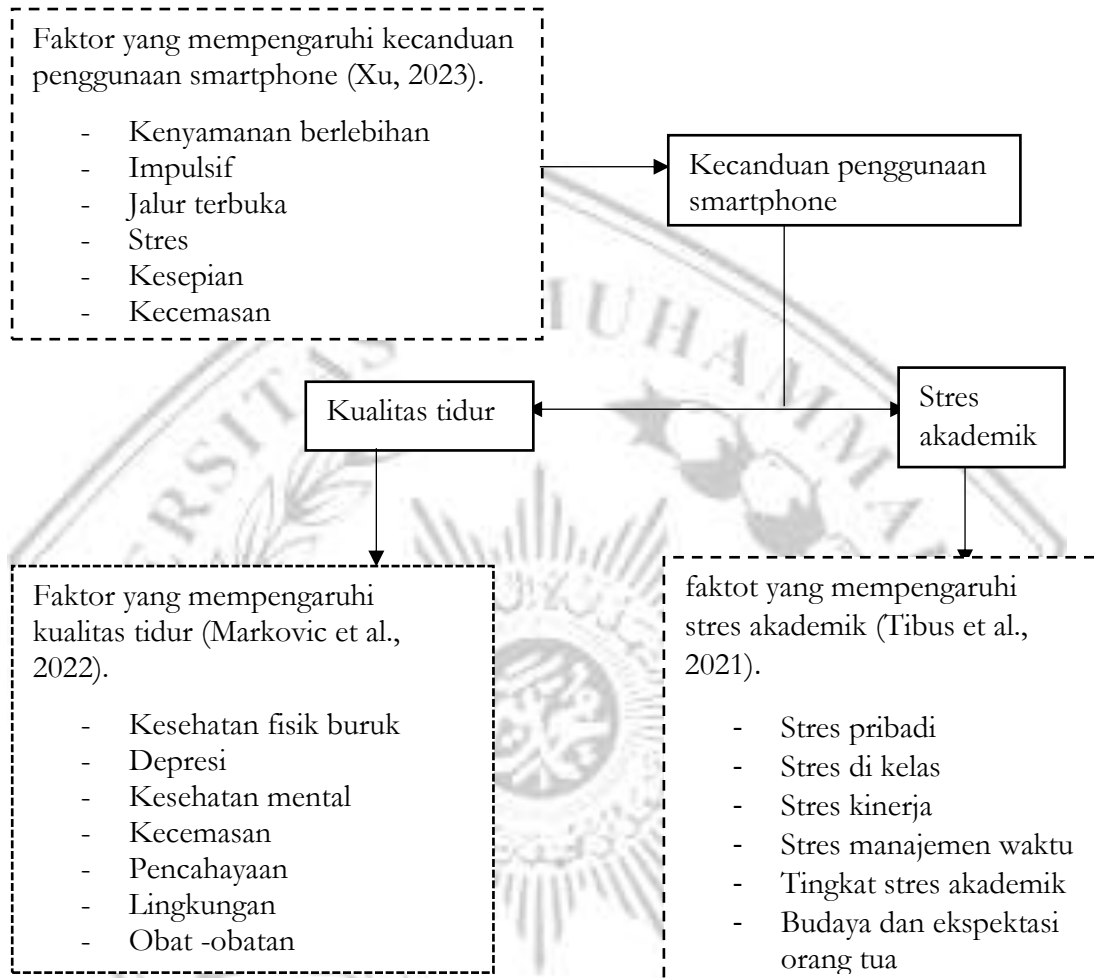 Faktor yang mempengaruhi kecanduan
penggunaan smartphone (Xu, 2023).
- Kenyamanan berlebihan
- Impulsif
- Jalur terbuka
- Stres
- Kesepian
- Kecemasan
Kecanduan penggunaan
smartphone
Kualitas tidur
Stres
akademik
Faktor yang mempengaruhi
kualitas tidur (Markovic et al.,
2022).
- Kesehatan fisik buruk
- Depresi
- Kesehatan mental
- Kecemasan
- Pencahayaan
- Lingkungan
- Obat -obatan
faktot yang mempengaruhi
stres akademik (Tibus et al.,
2021).
- Stres pribadi
- Stres di kelas
- Stres kinerja
- Stres manajemen waktu
- Tingkat stres akademik
- Budaya dan ekspektasi
orang tua